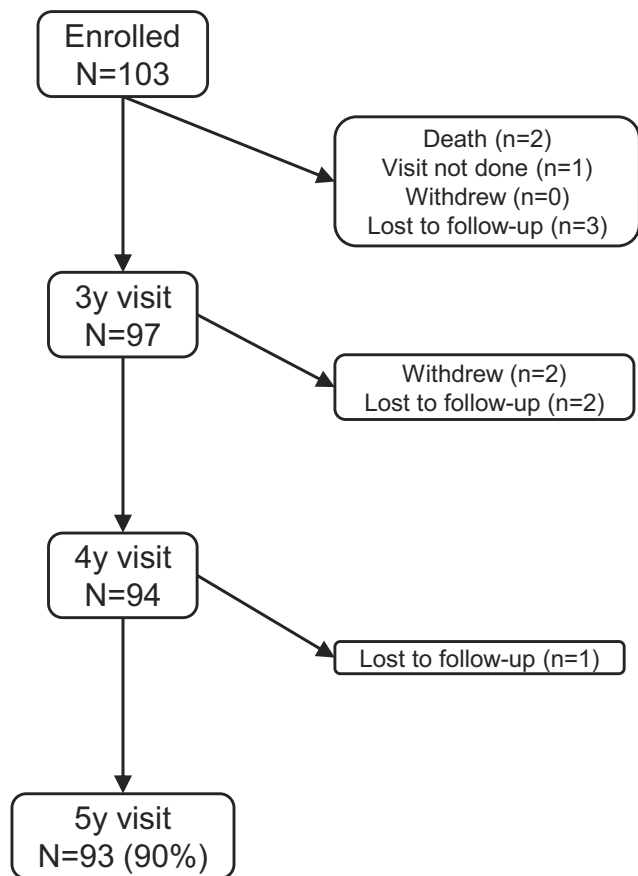 Enrolled
N=103
Death (n=2)
Visit not done (n=1)
Withdrew (n=0)
Lost to follow-up (n=3)
3y visit
N=97
Withdrew (n=2)
Lost to follow-up (n=2)
4y visit
N=94
Lost to follow-up (n=1)
5y visit
N=93 (90%)